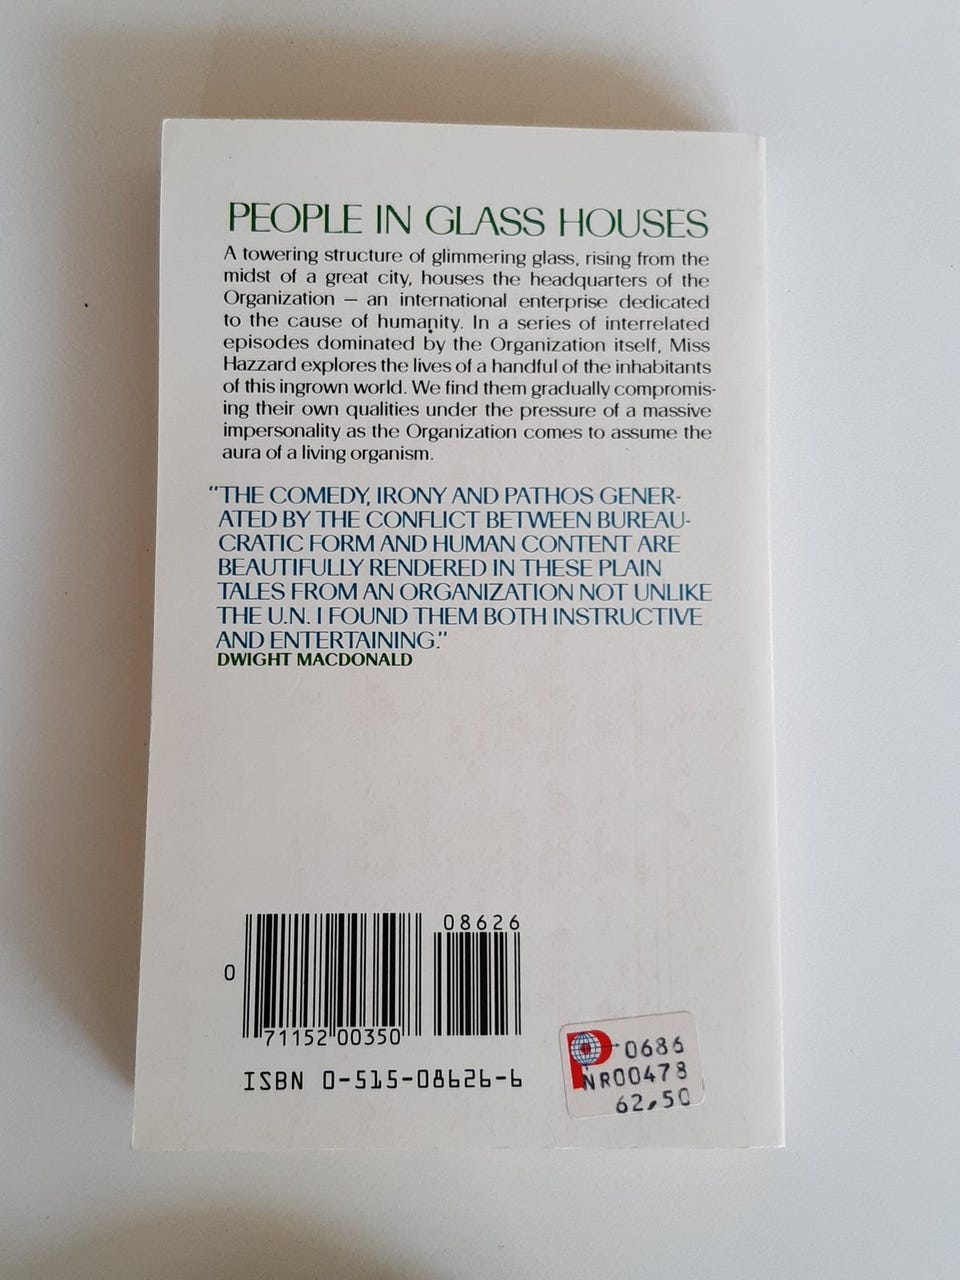 PEOPLE IN GLASS HOUSES
A towering structure of glimmering glass, rising from the
midst of a great city, houses the headquarters of the
Organization — an international enterprise dedicated
to the cause of humanity. In a series of interrelated
episodes dominated by the Organization itself, Miss
Hazzard explores the lives of a handful of the inhabitants
of this ingrown world. We find them gradually compromis-
ing their own qualities under the pressure of a massive
impersonality as the Organization comes to assume the
aura of a living organism.
"THE COMEDY, IRONY AND PATHOS GENER-
ATED BY THE CONFLICT BETWEEN BUREAU-
CRATIC FORM AND HUMAN CONTENT ARE
BEAUTIFULLY RENDERED IN THESE PLAIN
TALES FROM AN ORGANIZATION NOT UNLIKE
THE U.N. I FOUND THEM BOTH INSTRUCTIVE
AND ENTERTAINING."
DWIGHT MACDONALD
08626
0
71152 00350
ISBN 0-515-08626-6
P 0686
NR00478
62,50